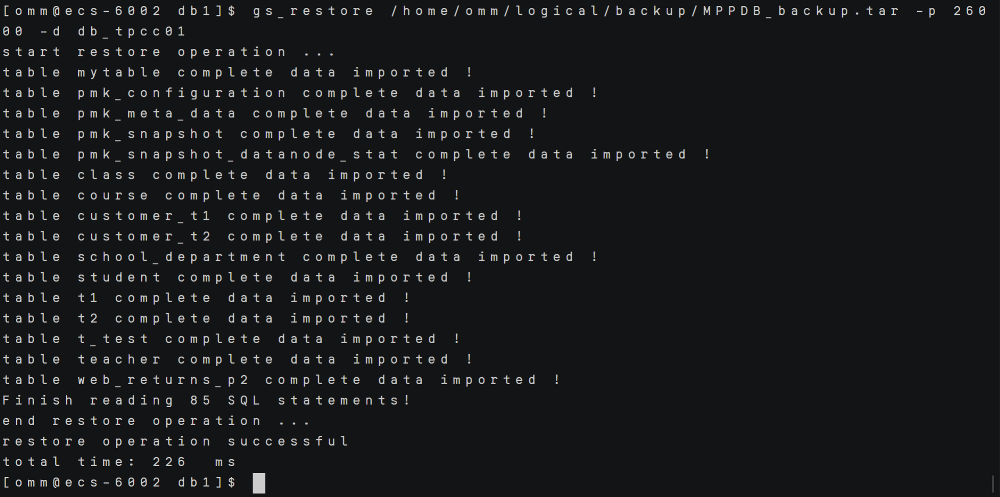 [omm@ecs-6002 db1]$ gs_restore /home/omm/logical/backup/MPPDB_backup.tar -p 260
00 -d db_tpcc01
start restore operation ...
table mytable complete data imported !
table pmk_configuration complete data imported !
table pmk_meta_data complete data imported !
table pmk_snapshot complete data imported !
table pmk_snapshot_datanode_stat complete data imported !
table class complete data imported !
table course complete data imported !
table customer_t1 complete data imported !
table customer_t2 complete data imported !
table school_department complete data imported !
table student complete data imported !
table t1 complete data imported !
table t2 complete data imported !
table t_test complete data imported !
table teacher complete data imported !
table web_returns_p2 complete data imported !
Finish reading 85 SQL statements!
end restore operation ...
restore operation successful
total time: 226  ms
[omm@ecs-6002 db1]$